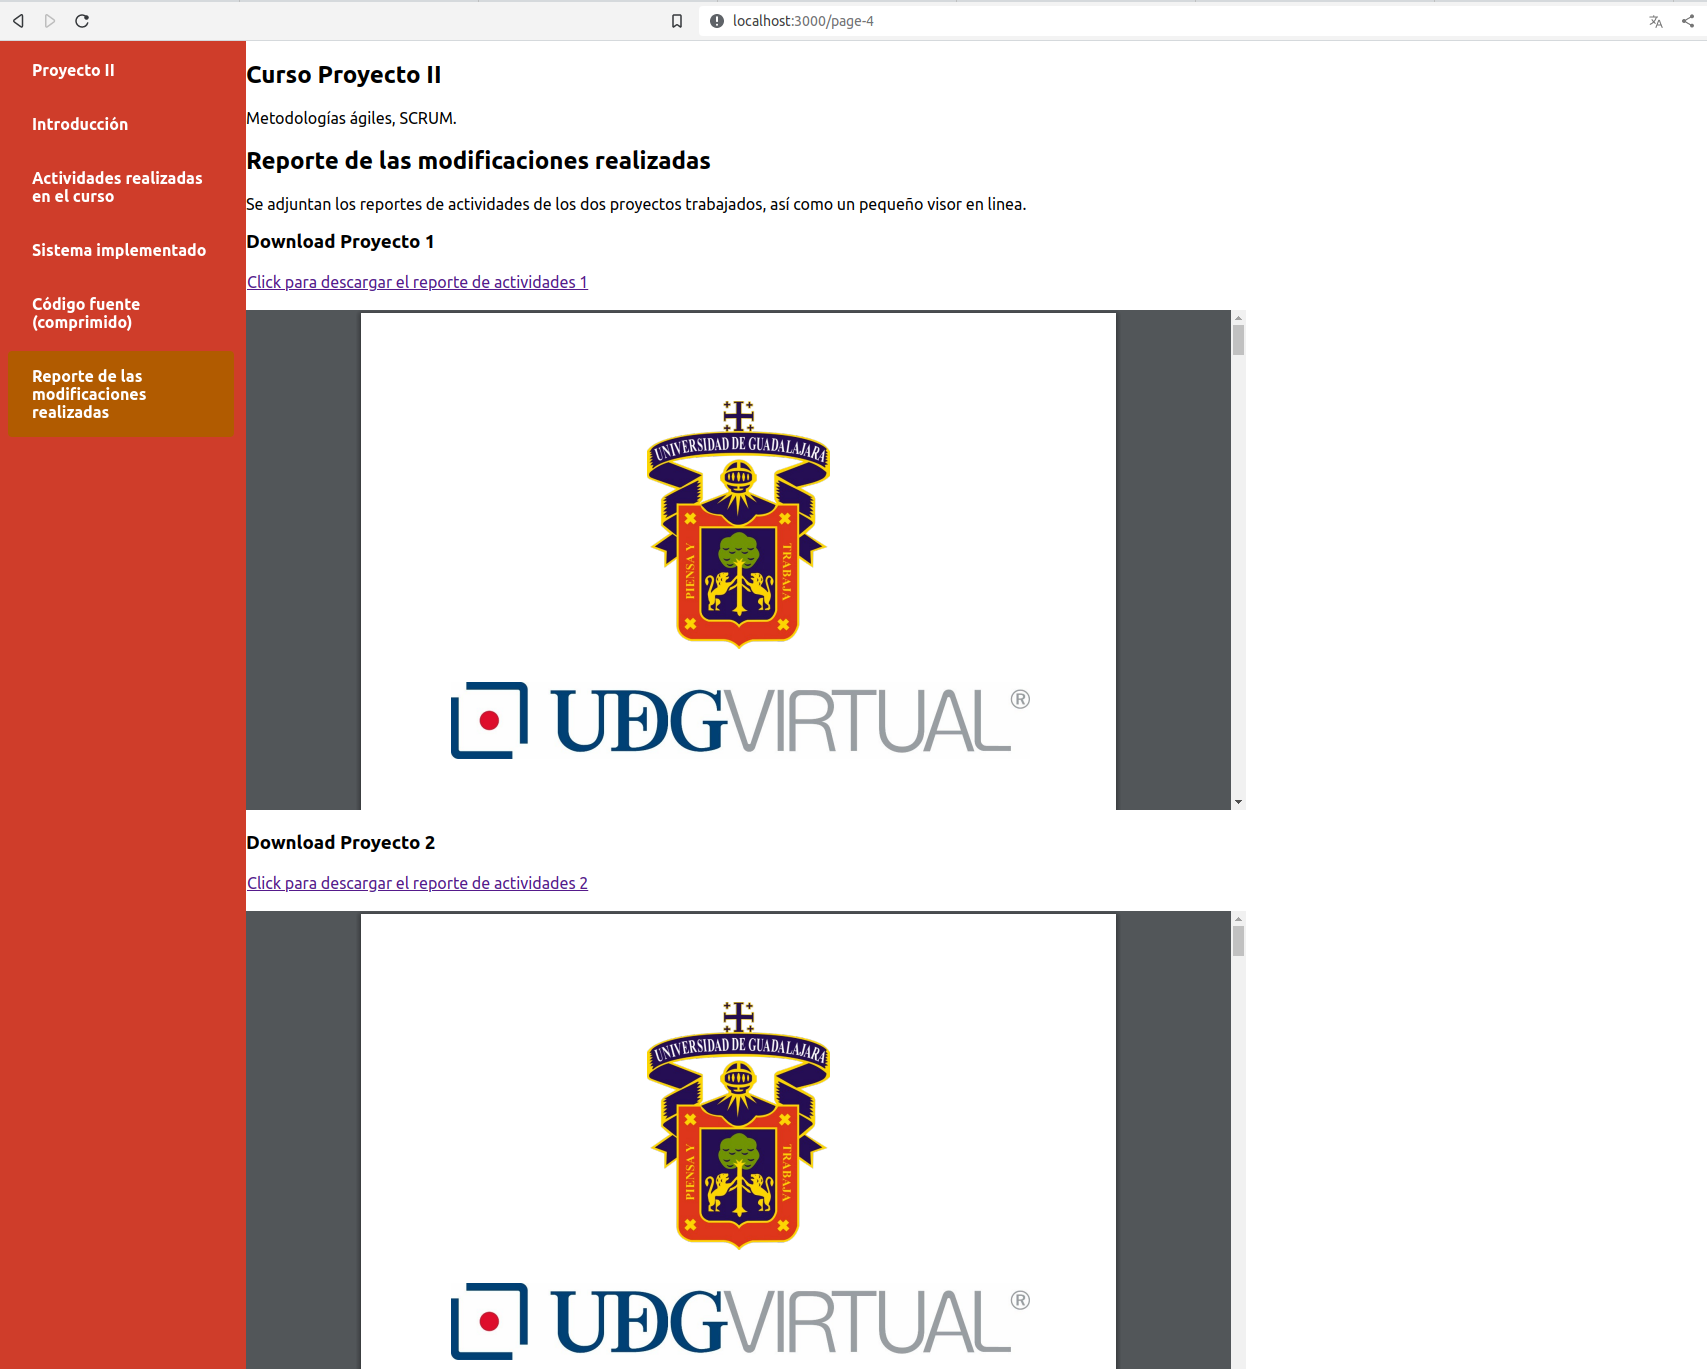 localhost:3000/page-4
Proyecto II
Introducción
Actividades realizadas
en el curso
Sistema implementado
Código fuente
(comprimido)
Reporte de las
modificaciones
realizadas
Curso Proyecto II
Metodologías ágiles, SCRUM.
Reporte de las modificaciones realizadas
Se adjuntan los reportes de actividades de los dos proyectos trabajados, así como un pequeño visor en linea.
Download Proyecto 1
Click para descargar el reporte de actividades 1
UNIVERSIDAD DE GUADALAJARA
PIENSA Y
TRABAJA
UDGVIRTUAL®
Download Proyecto 2
Click para descargar el reporte de actividades 2
UNIVERSIDAD DE GUADALAJARA
PIENSA Y
TRABAJA
UDGVIRTUAL®